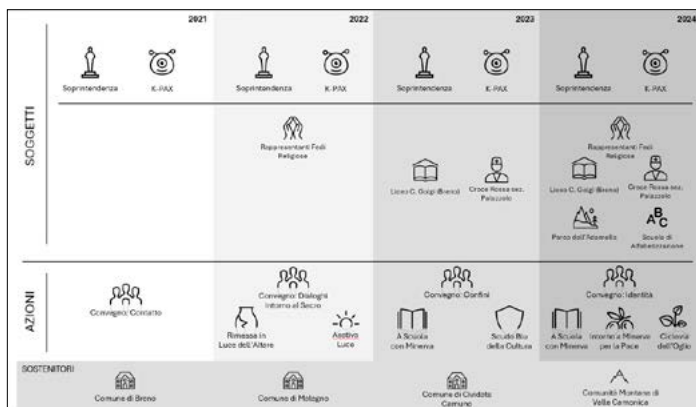 2021
2022
2023
2024
SOGGETTI
Soprintendenza
K-PAX
Soprintendenza
K-PAX
Soprintendenza
K-PAX
Soprintendenza
K-PAX
Rappresentanti Fedi
Religiose
Liceo C. Golgi (Breno)
Croce Rossa sez.
Palazzolo
Rappresentanti Fedi
Religiose
Liceo C. Golgi (Breno)
Croce Rossa sez.
Palazzolo
Parco dell'Adamello
ABC
Scuola di
Alfabetizzazione
AZIONI
Convegno: Contatto
Convegno: Dialoghi
Intorno al Sacro
Rimessa in
Luce dell'Altare
Luce
Convegno: Confini
A Scuola
con Minerva
Scudo Blu
della Cultura
Convegno: Identità
A Scuola
con Minerva
Intorno a Minerva
per la Pace
Ciclovia
dell'Oglio
SOSTENITORI
Comune di Breno
Comune di Malegno
Comune di Cividate
Camuno
Comunità Montana di
Valle Camonica